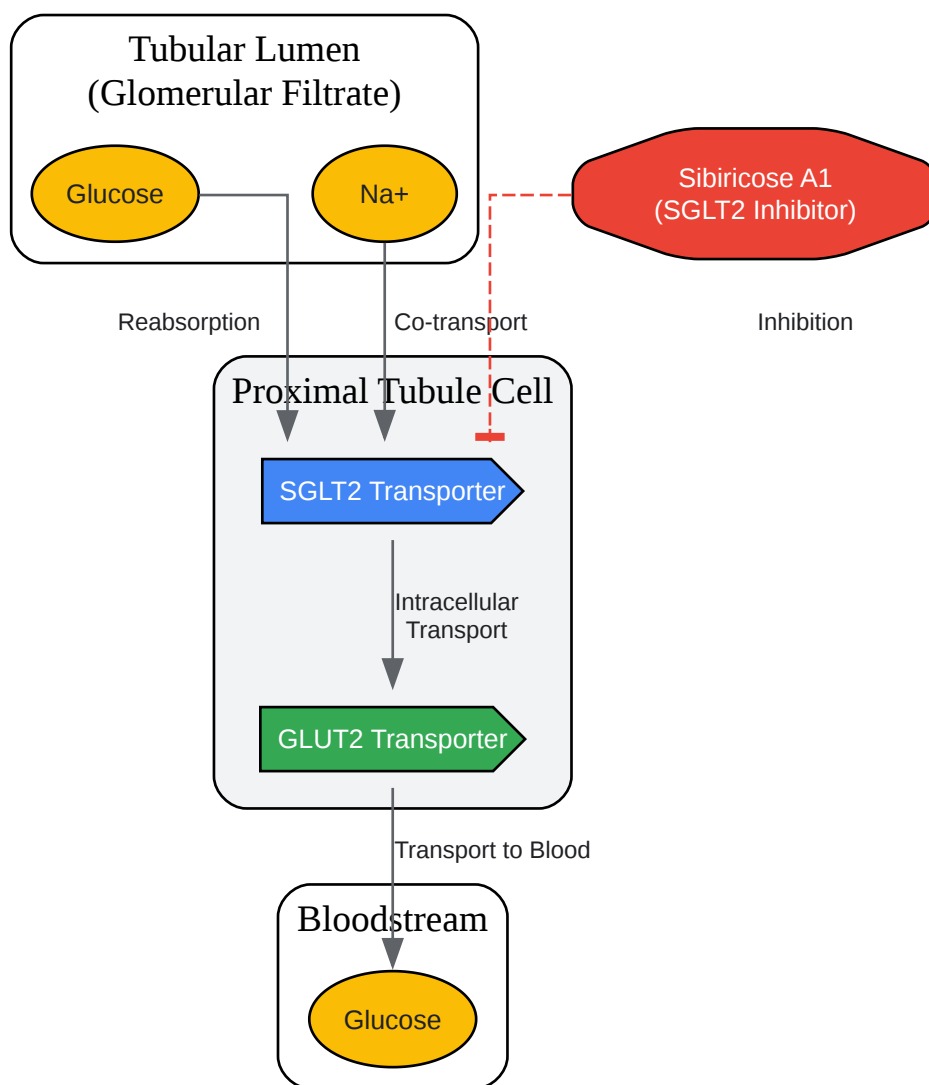 Tubular Lumen
(Glomerular Filtrate)
Glucose
Na+
Sibiricose A1
(SGLT2 Inhibitor)
Reabsorption
Co-transport
Inhibition
Proximal Tubule Cell
SGLT2 Transporter
Intracellular
Transport
GLUT2 Transporter
Transport to Blood
Bloodstream
Glucose